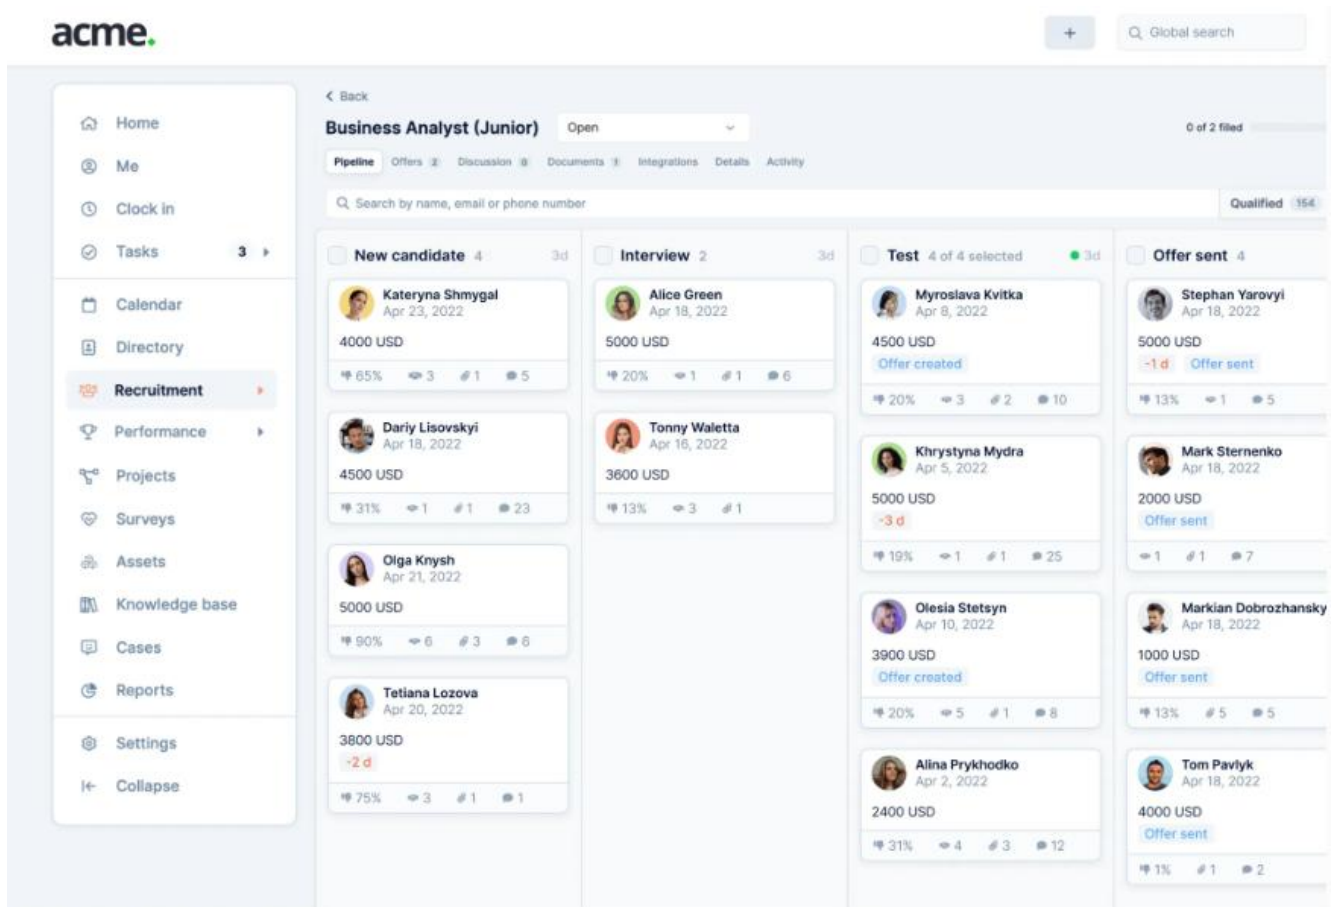 acme.
+
Global search
Home
Me
Clock in
Tasks 3
Calendar
Directory
Recruitment
Performance
Projects
Surveys
Assets
Knowledge base
Cases
Reports
Settings
Collapse
Back
Business Analyst (Junior) Open
0 of 2 filled
Pipeline Offers 2 Discussion 0 Documents 1 Integrations Details Activity
Search by name, email or phone number
Qualified 154
New candidate 4 3d
Kateryna Shmygal
Apr 23, 2022
4000 USD
65% 3 1 5
Dariy Lisovskyi
Apr 18, 2022
4500 USD
31% 1 1 23
Olga Knysh
Apr 21, 2022
5000 USD
90% 6 3 6
Tetiana Lozova
Apr 20, 2022
3800 USD
-2 d
75% 3 1 1
Interview 2 3d
Alice Green
Apr 18, 2022
5000 USD
20% 1 1 6
Tonny Waletta
Apr 16, 2022
3600 USD
13% 3 1
Test 4 of 4 selected 3d
Myroslava Kvitka
Apr 8, 2022
4500 USD
Offer created
20% 3 2 10
Khrystyna Mydra
Apr 5, 2022
5000 USD
-3 d
19% 1 1 25
Olesia Stetsyn
Apr 10, 2022
3900 USD
Offer created
20% 5 1 8
Alina Prykhodko
Apr 2, 2022
2400 USD
31% 4 3 12
Offer sent 4
Stephan Yarovyi
Apr 18, 2022
5000 USD
-1 d Offer sent
13% 1 5
Mark Sternenko
Apr 18, 2022
2000 USD
Offer sent
1 1 7
Markian Dobrozhansky
Apr 18, 2022
1000 USD
Offer sent
13% 5 5
Tom Pavlyk
Apr 18, 2022
4000 USD
Offer sent
1% 1 2